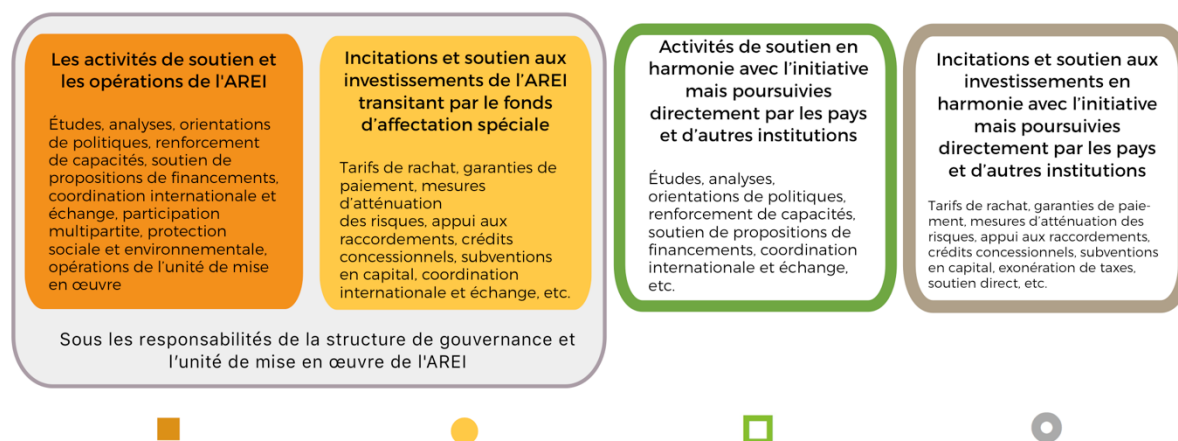 Les activités de soutien et
les opérations de l'AREI
Études, analyses, orientations
de politiques, renforcement
de capacités, soutien de
propositions de financements,
coordination internationale et
échange, participation
multipartite, protection
sociale et environnementale,
opérations de l'unité de mise
en œuvre
Incitations et soutien aux
investissements de l'AREI
transitant par le fonds
d'affectation spéciale
Tarifs de rachat, garanties de
paiement, mesures
d'atténuation
des risques, appui aux
raccordements, crédits
concessionnels, subventions
en capital, coordination
internationale et échange, etc.
Sous les responsabilités de la structure de gouvernance et
l'unité de mise en œuvre de l'AREI
Activités de soutien en
harmonie avec l'initiative
mais poursuivies
directement par les pays
et d'autres institutions
Études, analyses,
orientations de politiques,
renforcement de capacités,
soutien de propositions de
financements, coordination
internationale et échange,
etc.
Incitations et soutien aux
investissements en
harmonie avec l'initiative
mais poursuivies
directement par les pays
et d'autres institutions
Tarifs de rachat, garanties de paie-
ment, mesures d'atténuation des
risques, appui aux raccordements,
crédits concessionnels, subventions
en capital, exonération de taxes,
soutien direct, etc.